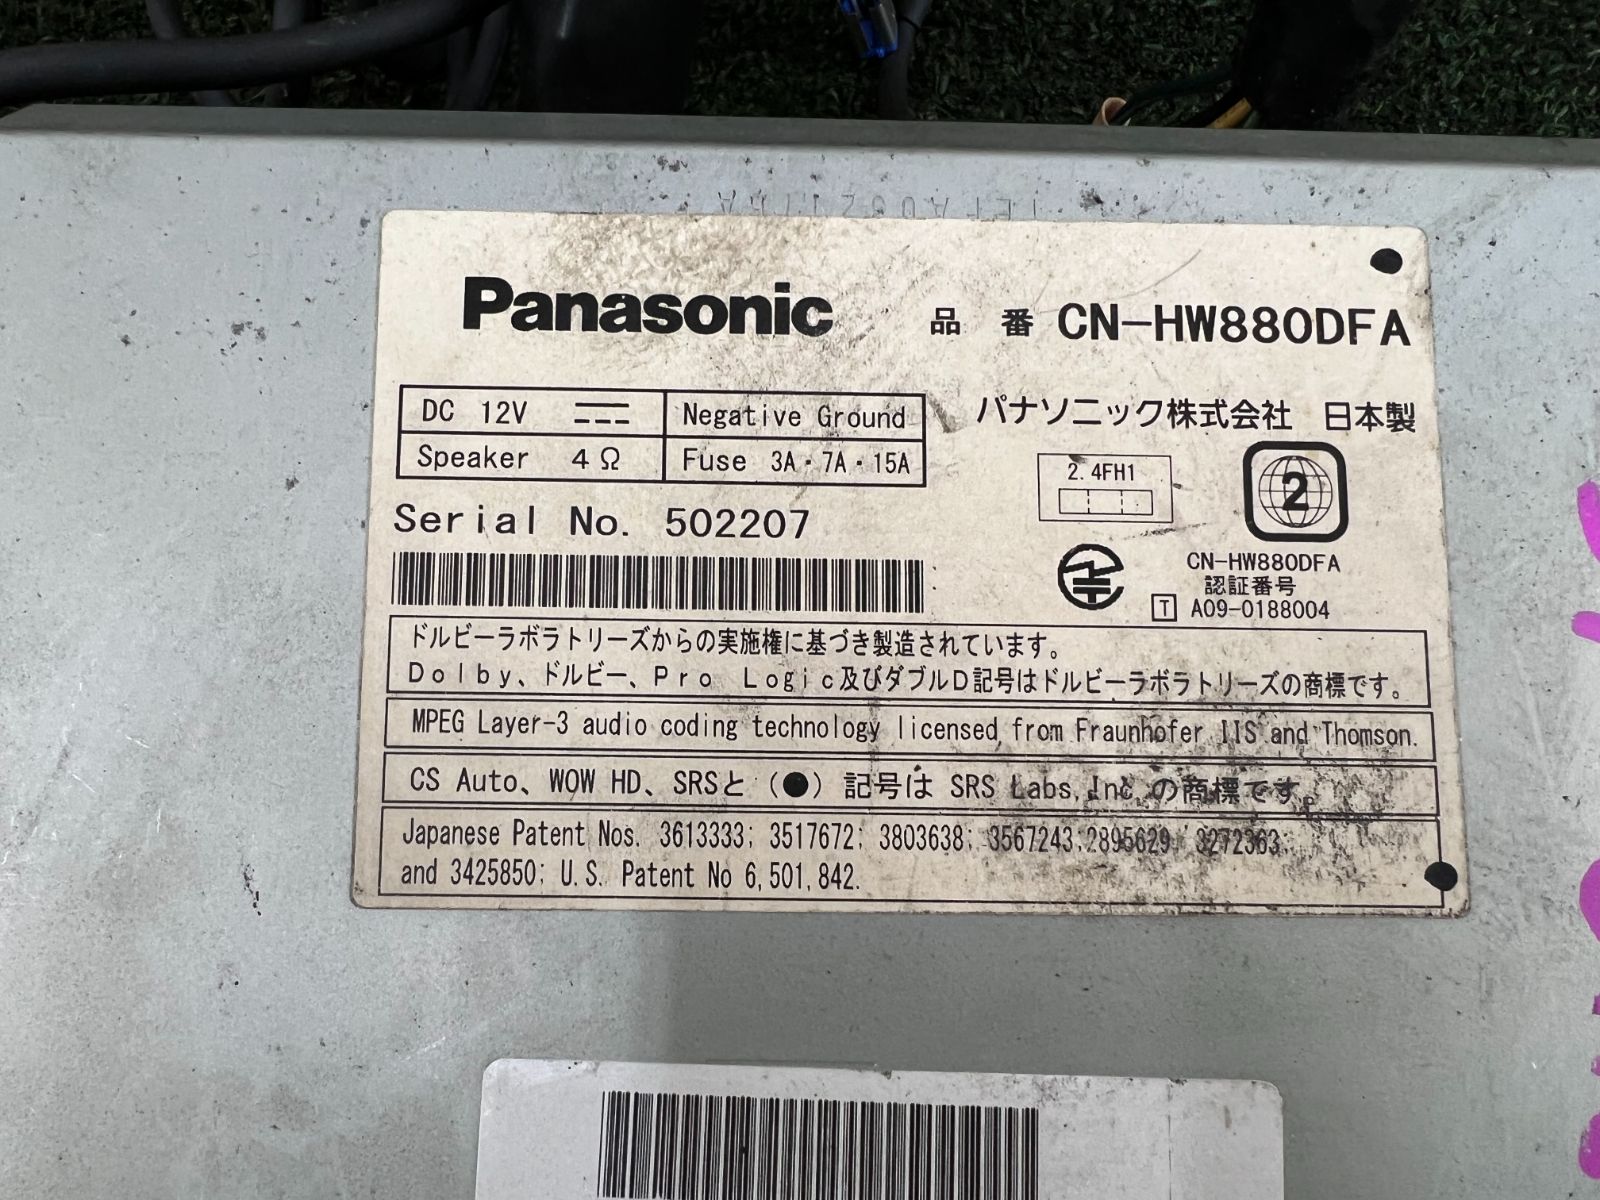 Panasonic 品番 CN-HW880DFA
DC 12V Negative Ground
Speaker 4Ω Fuse 3A・7A・15A
パナソニック株式会社 日本製
Serial No. 502207
2.4FH1
2
CN-HW880DFA
認証番号
T A09-0188004
ドルビーラボラトリーズからの実施権に基づき製造されています。
Dolby、ドルビー、Pro Logic及びダブルD記号はドルビーラボラトリーズの商標です。
MPEG Layer-3 audio coding technology licensed from Fraunhofer IIS and Thomson.
CS Auto、WOW HD、SRSと（●）記号は SRS Labs,Inc.の商標です。
Japanese Patent Nos. 3613333; 3517672; 3803638; 3567243,2895629, 3272363;
and 3425850; U.S. Patent No 6,501,842.